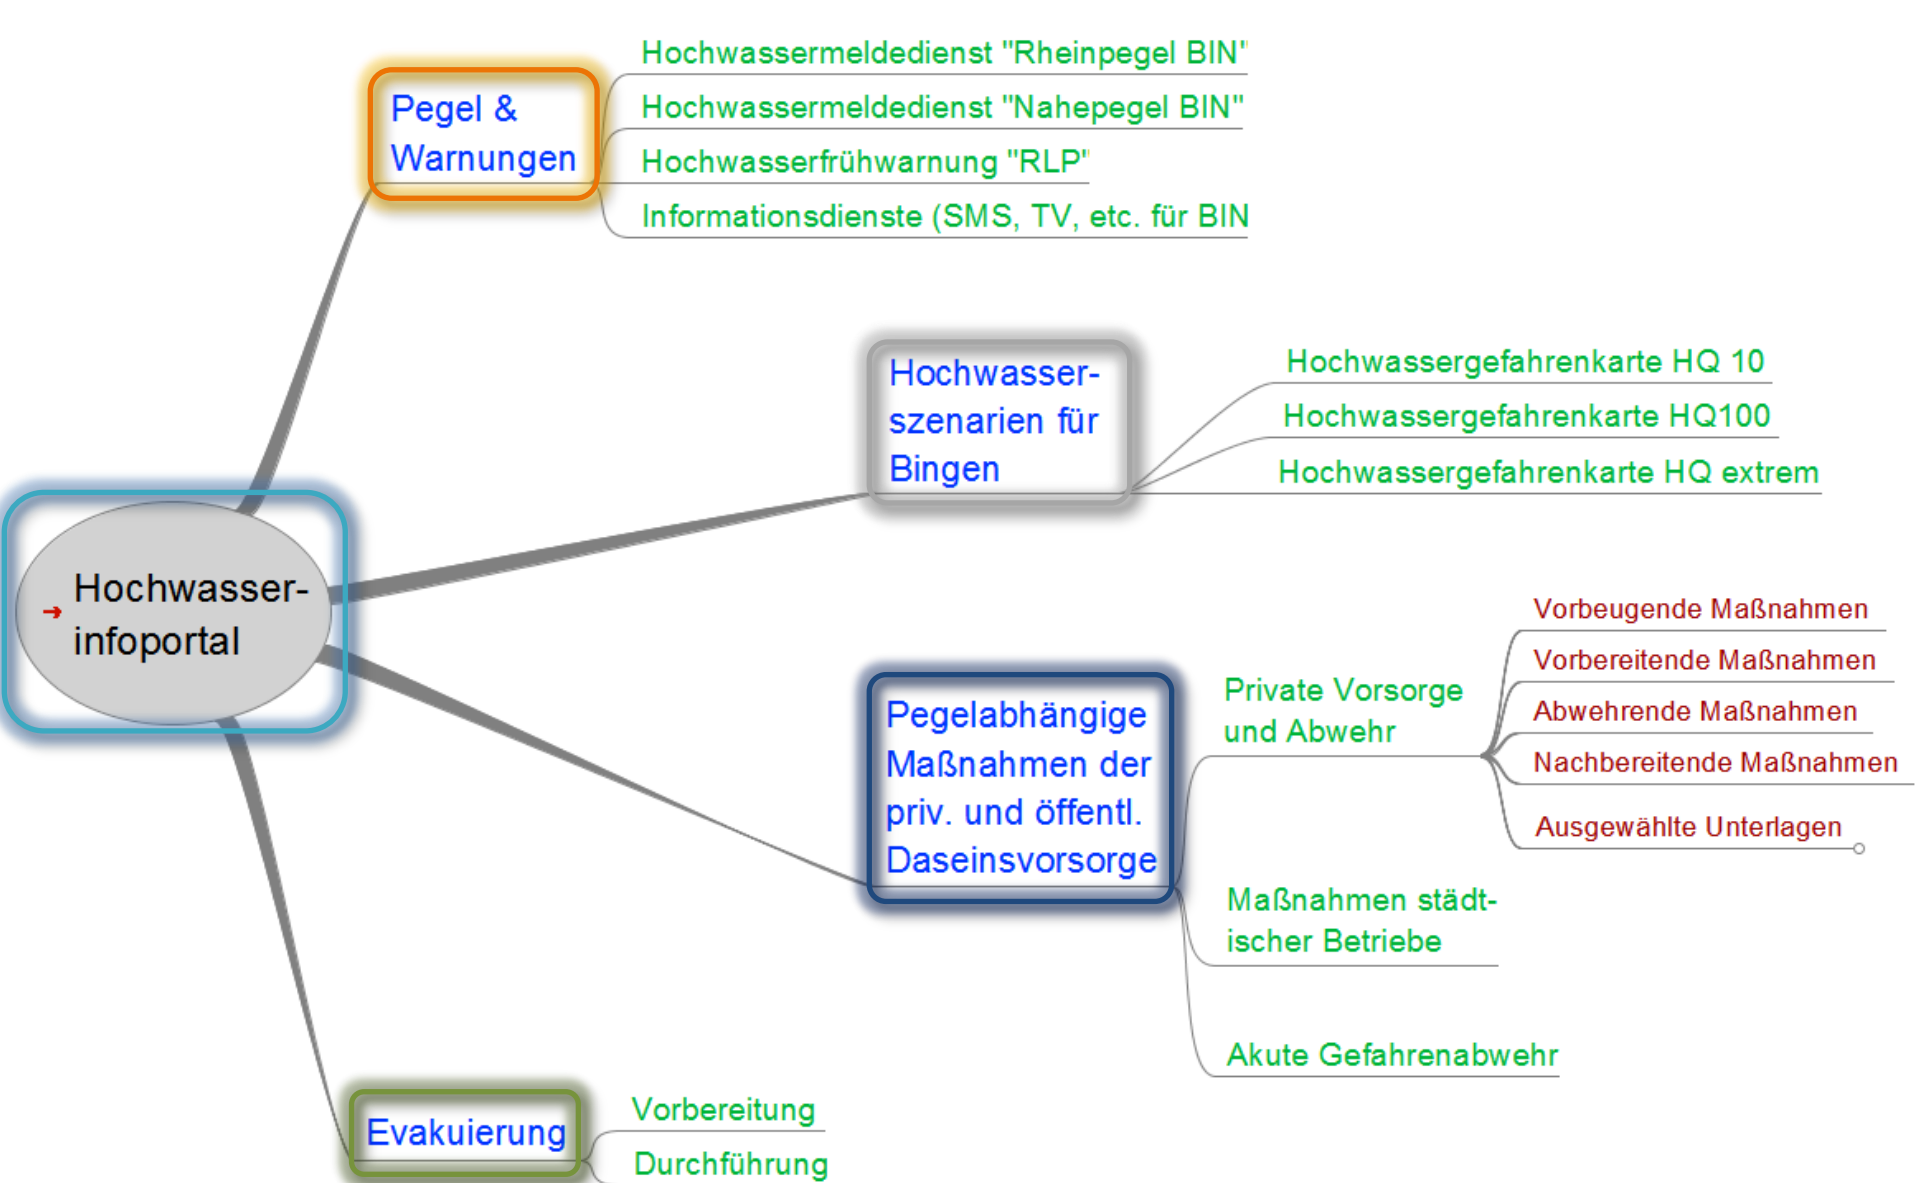 Hochwassermeldedienst "Rheinpegel BIN"
Hochwassermeldedienst "Nahepegel BIN"
Hochwasserfrühwarnung "RLP"
Informationsdienste (SMS, TV, etc. für BIN
Pegel &
Warnungen
Hochwasser-
szenarien für
Bingen
Hochwassergefahrenkarte HQ 10
Hochwassergefahrenkarte HQ100
Hochwassergefahrenkarte HQ extrem
Hochwasser-
infoportal
Pegelabhängige
Maßnahmen der
priv. und öffentl.
Daseinsvorsorge
Private Vorsorge
und Abwehr
Vorbeugende Maßnahmen
Vorbereitende Maßnahmen
Abwehrende Maßnahmen
Nachbereitende Maßnahmen
Ausgewählte Unterlagen
Maßnahmen städt-
ischer Betriebe
Akute Gefahrenabwehr
Evakuierung
Vorbereitung
Durchführung